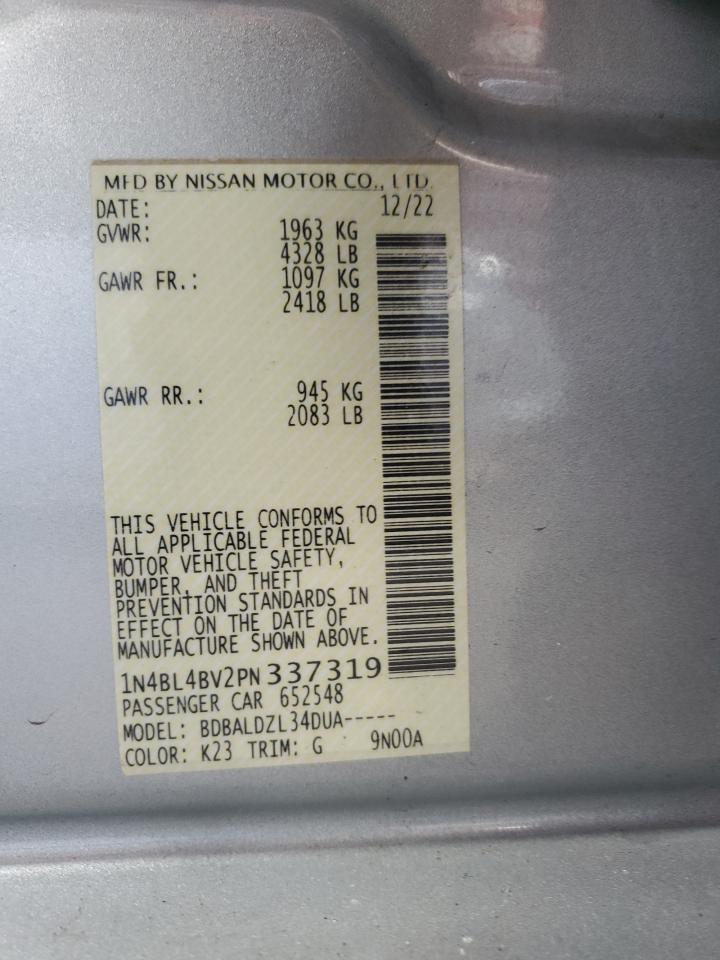 MFD BY NISSAN MOTOR CO., LTD.
DATE: 12/22
GVWR: 1963 KG
4328 LB
GAWR FR.: 1097 KG
2418 LB
GAWR RR.: 945 KG
2083 LB
THIS VEHICLE CONFORMS TO
ALL APPLICABLE FEDERAL
MOTOR VEHICLE SAFETY,
BUMPER, AND THEFT
PREVENTION STANDARDS IN
EFFECT ON THE DATE OF
MANUFACTURE SHOWN ABOVE.
1N4BL4BV2PN337319
PASSENGER CAR 652548
MODEL: BDBALDZL34DUA-----
COLOR: K23 TRIM: G 9N00A